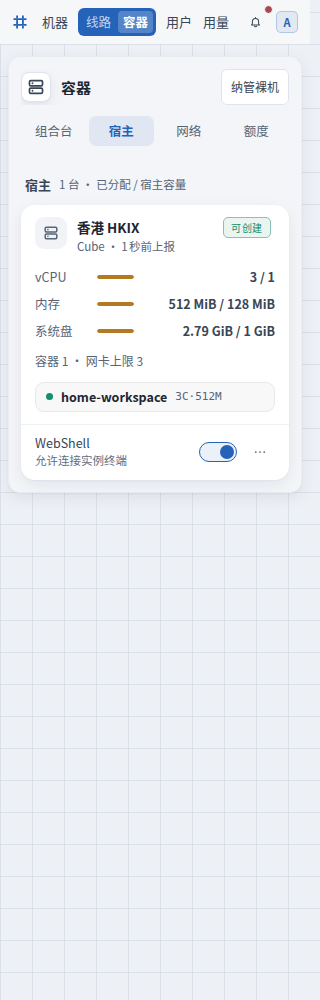 机器 线路 容器 用户 用量 A
容器 纳管裸机
组合台 宿主 网络 额度
宿主 1 台 · 已分配 / 宿主容量
香港 HKIX 可创建
Cube · 1 秒前上报
vCPU 3 / 1
内存 512 MiB / 128 MiB
系统盘 2.79 GiB / 1 GiB
容器 1 · 网卡上限 3
home-workspace 3C·512M
WebShell
允许连接实例终端 ···